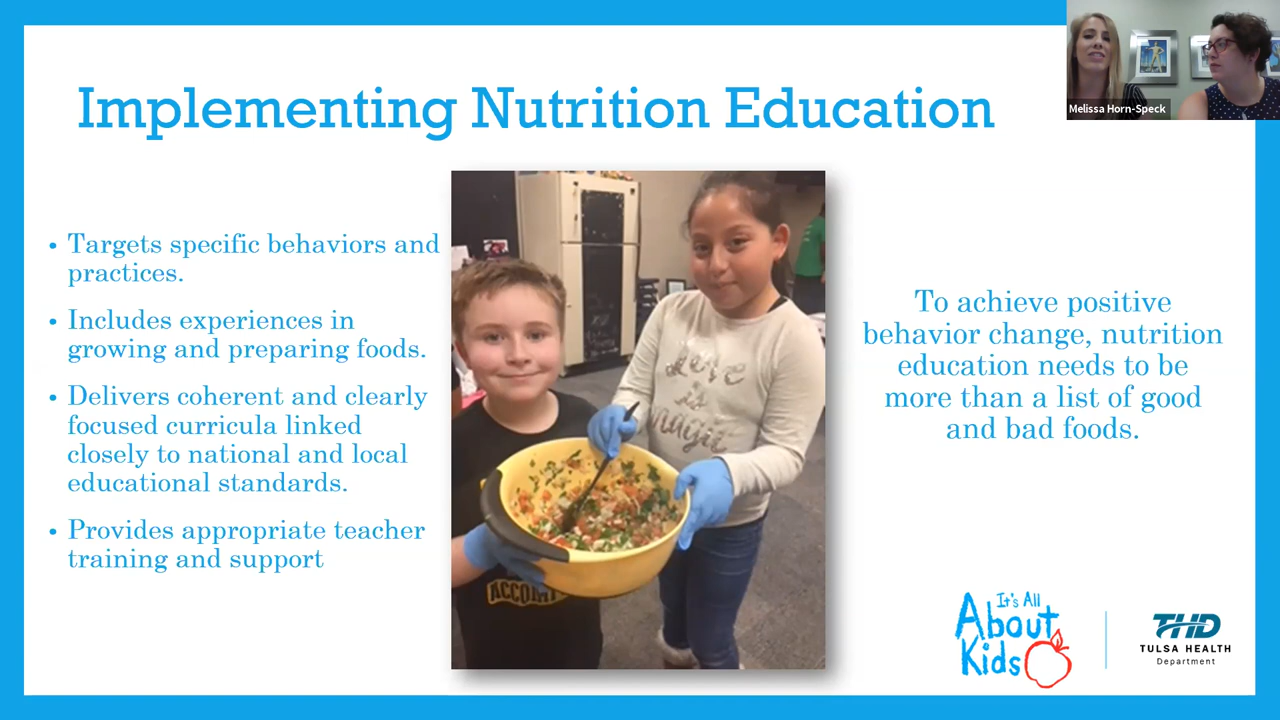 Implementing Nutrition Education
Melissa Horn-Speck
• Targets specific behaviors and
practices.
• Includes experiences in
growing and preparing foods.
• Delivers coherent and clearly
focused curricula linked
closely to national and local
educational standards.
• Provides appropriate teacher
training and support
love
is
To achieve positive
behavior change, nutrition
education needs to be
more than a list of good
and bad foods.
It's All
About
Kids
THD
TULSA HEALTH
Department